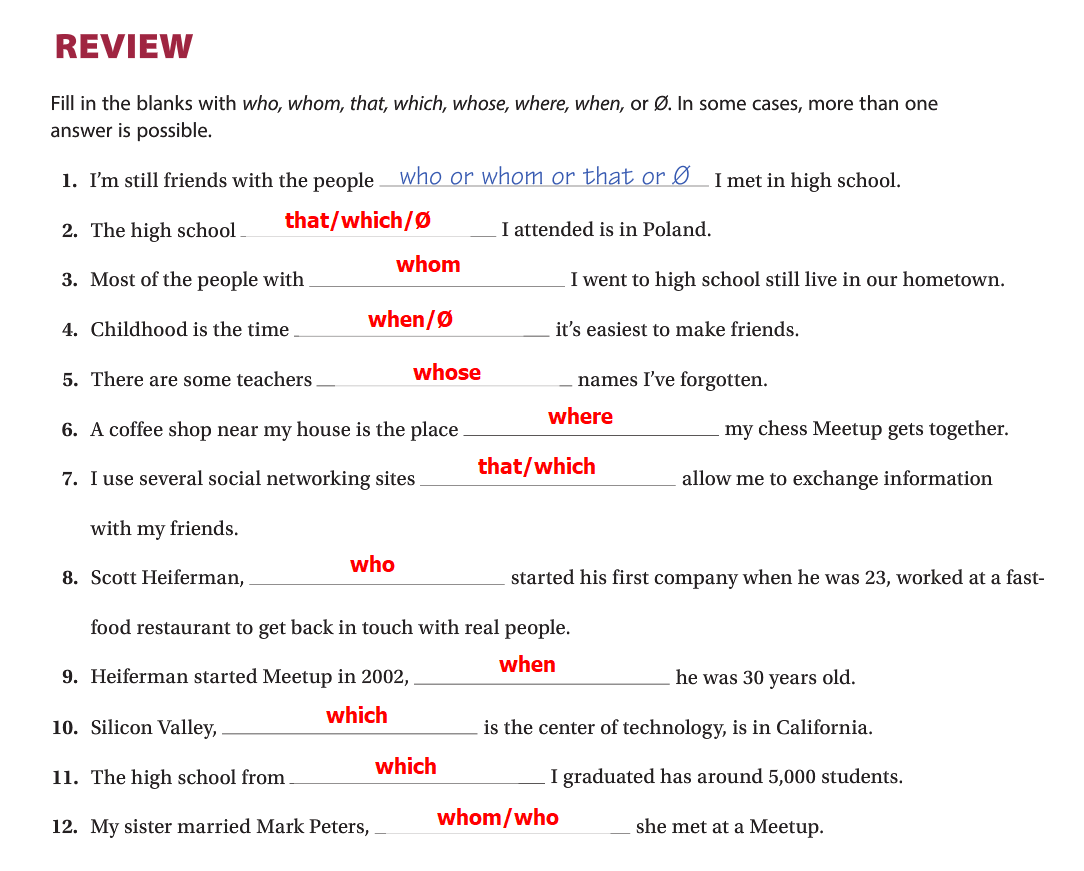 REVIEW
Fill in the blanks with who, whom, that, which, whose, where, when, or Ø. In some cases, more than one
answer is possible.
1. I'm still friends with the people who or whom or that or Ø I met in high school.
2. The high school that/which/Ø I attended is in Poland.
3. Most of the people with whom I went to high school still live in our hometown.
4. Childhood is the time when/Ø it's easiest to make friends.
5. There are some teachers whose names I've forgotten.
6. A coffee shop near my house is the place where my chess Meetup gets together.
7. I use several social networking sites that/which allow me to exchange information
with my friends.
8. Scott Heiferman, who started his first company when he was 23, worked at a fast-
food restaurant to get back in touch with real people.
9. Heiferman started Meetup in 2002, when he was 30 years old.
10. Silicon Valley, which is the center of technology, is in California.
11. The high school from which I graduated has around 5,000 students.
12. My sister married Mark Peters, whom/who she met at a Meetup.